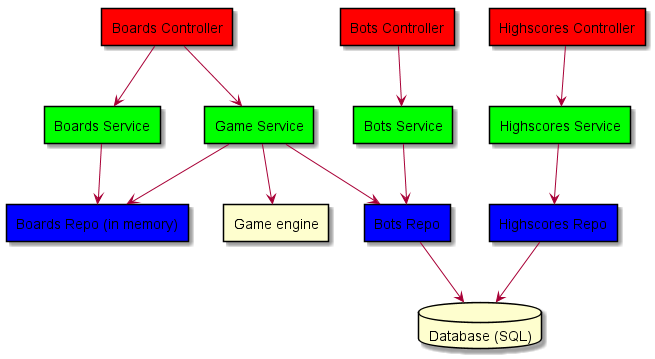 Boards Controller
Bots Controller
Highscores Controller
Boards Service
Game Service
Bots Service
Highscores Service
Boards Repo (in memory)
Game engine
Bots Repo
Highscores Repo
Database (SQL)